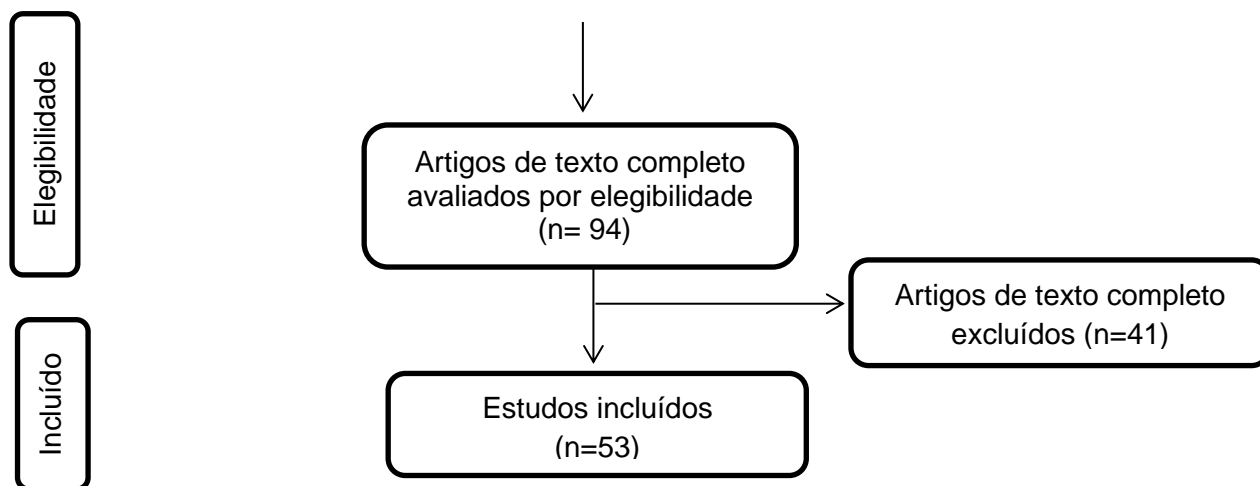 Elegibilidade
Artigos de texto completo
avaliados por elegibilidade
(n= 94)
Artigos de texto completo
excluídos (n=41)
Incluído
Estudos incluídos
(n=53)